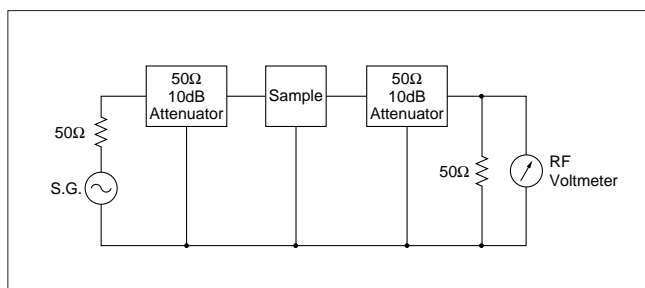 50Ω
10dB
Attenuator
Sample
50Ω
10dB
Attenuator
50Ω
S.G.
50Ω
RF
Voltmeter